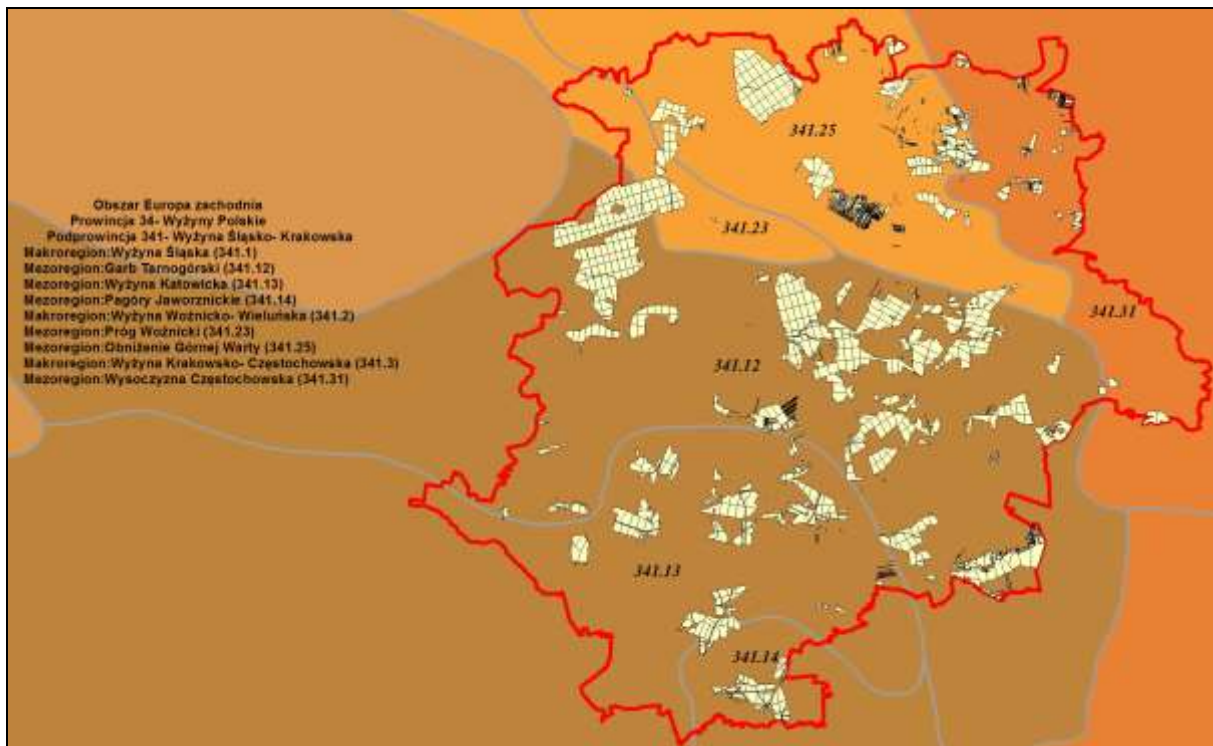 Obszar Europa zachodnia
Prowincja 34- Wyżyny Polskie
Podprowincja 341- Wyżyna Śląsko- Krakowska
Makroregion:Wyżyna Śląska (341.1)
Mezoregion:Garb Tarnogórski (341.12)
Mezoregion:Wyżyna Katowicka (341.13)
Mezoregion:Pagóry Jaworznickie (341.14)
Makroregion:Wyżyna Woźnicko- Wieluńska (341.2)
Mezoregion:Próg Woźnicki (341.23)
Mezoregion:Obniżenie Górnej Warty (341.25)
Makroregion:Wyżyna Krakowsko- Częstochowska (341.3)
Mezoregion:Wysoczyzna Częstochowska (341.31)
341.25
341.23
341.31
341.12
341.13
341.14